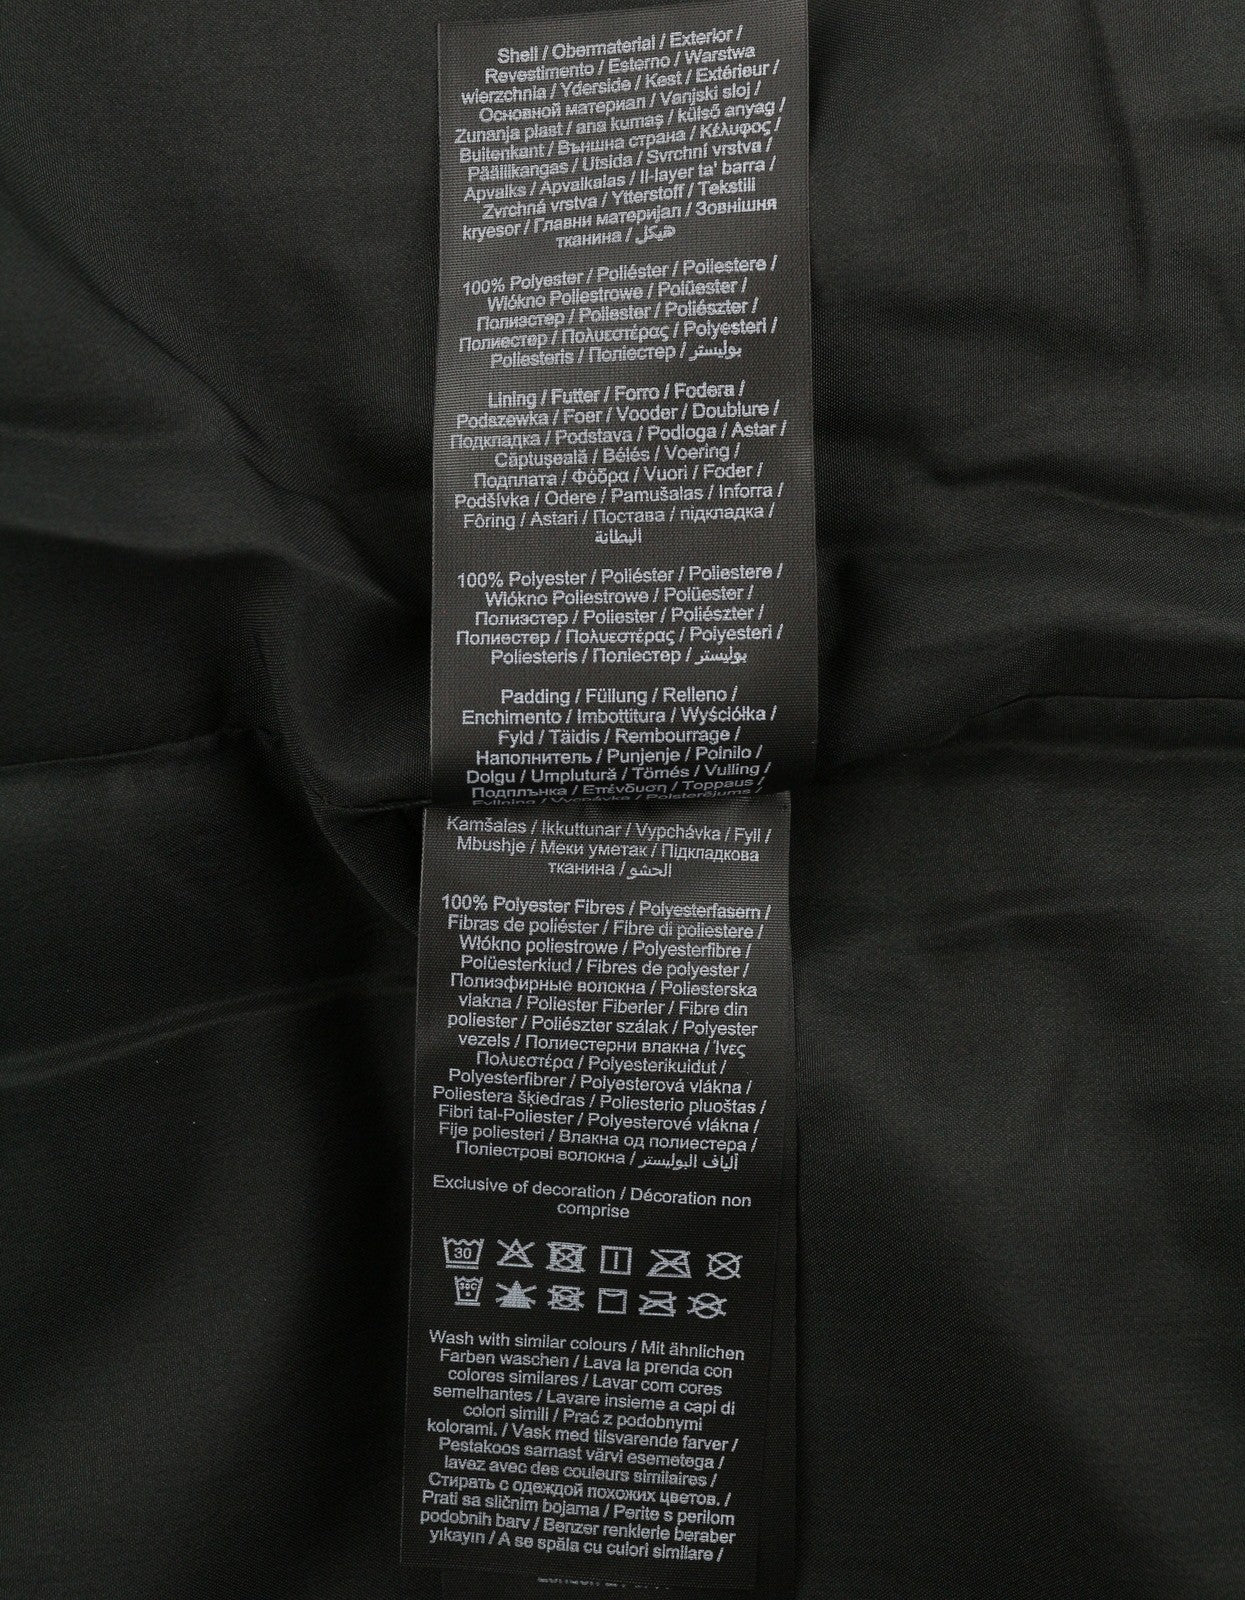 Shell / Obermaterial / Exterior /
Revestimento / Esterno / Warstwa
wierzchnia / Yderside / Kest / Extérieur /
Основной материал / Vanjski sloj /
Zunanja plast / ana kumaş / külső anyag /
Buitenkant / Външна страна / Κέλυφος /
Päällikangas / Utsida / Svrchní vrstva /
Apvalks / Apvalkalas / Il-layer ta' barra /
Zvrchná vrstva / Ytterstoff / Tekstili
kryesor / Главни материјал / Зовнішня
тканина / هيكل
100% Polyester / Poliéster / Poliestere /
Włókno Poliestrowe / Polüester /
Полиэстер / Poliester / Poliészter /
Полиестер / Πολυεστέρας / Polyesteri /
Poliesteris / Поліестер / بوليستر
Lining / Futter / Forro / Fodera /
Podszewka / Foer / Vooder / Doublure /
Подкладка / Podstava / Podloga / Astar /
Căptuşeală / Bélés / Voering /
Подплата / Φόδρα / Vuori / Foder /
Podšívka / Odere / Pamušalas / Inforra /
Fôring / Astari / Постава / підкладка /
البطانة
100% Polyester / Poliéster / Poliestere /
Włókno Poliestrowe / Polüester /
Полиэстер / Poliester / Poliészter /
Полиестер / Πολυεστέρας / Polyesteri /
Poliesteris / Поліестер / بوليستر
Padding / Füllung / Relleno /
Enchimento / Imbottitura / Wyściółka /
Fyld / Täidis / Rembourrage /
Наполнитель / Punjenje / Polnilo /
Dolgu / Umplutură / Tömés / Vulling /
Подплънка / Επένδυση / Toppaus /
Fyllning / Vycpávka / Polsterējums /
Kamšalas / Ikkuttunar / Vypchávka / Fyll /
Mbushje / Меки уметак / Підкладкова
тканина / الحشو
100% Polyester Fibres / Polyesterfasern /
Fibras de poliéster / Fibre di poliestere /
Włókno poliestrowe / Polyesterfibre /
Polüesterkiud / Fibres de polyester /
Полиэфирные волокна / Poliesterska
vlakna / Poliester Fiberler / Fibre din
poliester / Poliészter szálak / Polyester
vezels / Полиестерни влакна / Ίνες
Πολυεστέρα / Polyesterikuidut /
Polyesterfibrer / Polyesterová vlákna /
Poliestera šķiedras / Poliesterio pluoštas /
Fibri tal-Poliester / Polyesterové vlákna /
Fije poliesteri / Влакна од полиестера /
Поліестрові волокна / ألياف البوليستر
Exclusive of decoration / Décoration non
comprise
30
30C
Wash with similar colours / Mit ähnlichen
Farben waschen / Lava la prenda con
colores similares / Lavar com cores
semelhantes / Lavare insieme a capi di
colori simili / Prać z podobnymi
kolorami. / Vask med tilsvarende farver /
Pestakoos samast värvi esemetega /
lavez avec des couleurs similaires /
Стирать с одеждой похожих цветов. /
Prati sa sličnim bojama / Perite s perilom
podobnih barv / Benzer renklerle beraber
yıkayın / A se spăla cu culori similare /